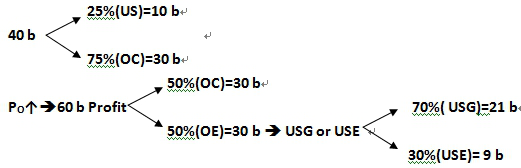 25%(US)=10 b
40 b
75%(OC)=30 b
50%(OC)=30 b
PO↑ ➔60 b Profit
70%( USG)=21 b
50%(OE)=30 b ➔ USG or USE
30%(USE)= 9 b